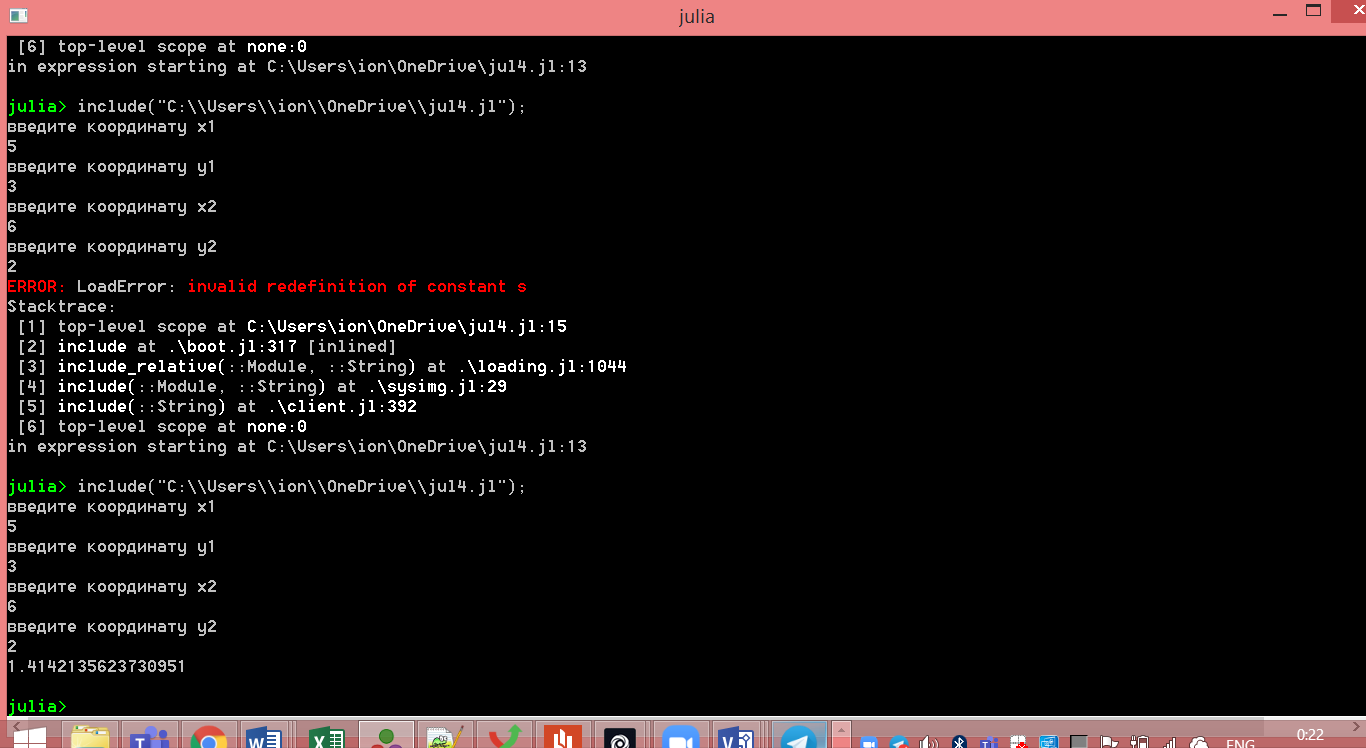 julia
[6] top-level scope at none:0
in expression starting at C:\Users\ion\OneDrive\jul4.jl:13
julia> include("C:\\Users\\ion\\OneDrive\\jul4.jl");
введите координату x1
5
введите координату y1
3
введите координату x2
6
введите координату y2
2
ERROR: LoadError: invalid redefinition of constant s
Stacktrace:
[1] top-level scope at C:\Users\ion\OneDrive\jul4.jl:15
[2] include at .\boot.jl:317 [inlined]
[3] include_relative(::Module, ::String) at .\loading.jl:1044
[4] include(::Module, ::String) at .\sysimg.jl:29
[5] include(::String) at .\client.jl:392
[6] top-level scope at none:0
in expression starting at C:\Users\ion\OneDrive\jul4.jl:13
julia> include("C:\\Users\\ion\\OneDrive\\jul4.jl");
введите координату x1
5
введите координату y1
3
введите координату x2
6
введите координату y2
2
1.4142135623730951
julia>
ENG
0:22